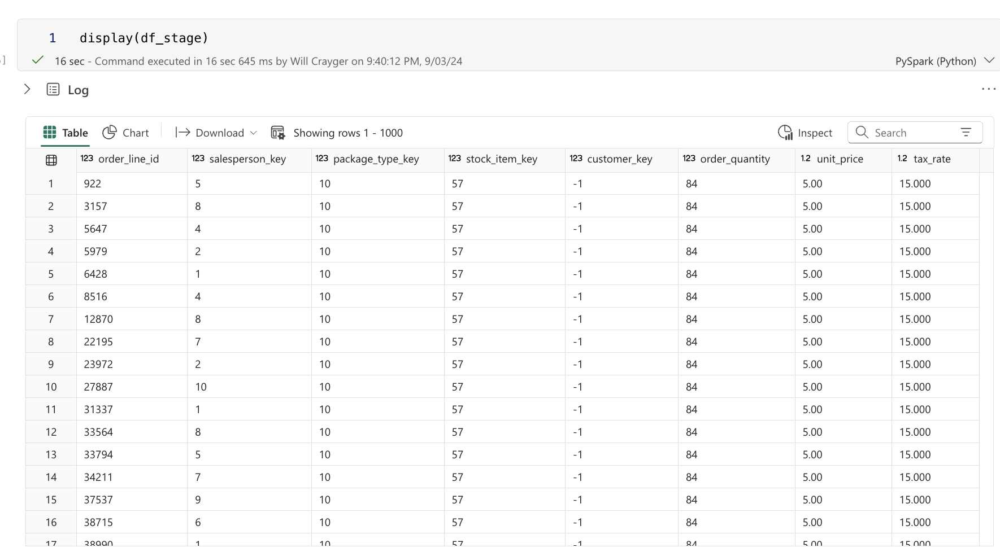 1 display(df_stage)
]
16 sec - Command executed in 16 sec 645 ms by Will Crayger on 9:40:12 PM, 9/03/24 PySpark (Python)
Log
Table Chart Download Showing rows 1 - 1000 Inspect Search
123 order_line_id 123 salesperson_key 123 package_type_key 123 stock_item_key 123 customer_key 123 order_quantity 1.2 unit_price 1.2 tax_rate
1 922 5 10 57 -1 84 5.00 15.000
2 3157 8 10 57 -1 84 5.00 15.000
3 5647 4 10 57 -1 84 5.00 15.000
4 5979 2 10 57 -1 84 5.00 15.000
5 6428 1 10 57 -1 84 5.00 15.000
6 8516 4 10 57 -1 84 5.00 15.000
7 12870 8 10 57 -1 84 5.00 15.000
8 22195 7 10 57 -1 84 5.00 15.000
9 23972 2 10 57 -1 84 5.00 15.000
10 27887 10 10 57 -1 84 5.00 15.000
11 31337 1 10 57 -1 84 5.00 15.000
12 33564 8 10 57 -1 84 5.00 15.000
13 33794 5 10 57 -1 84 5.00 15.000
14 34211 7 10 57 -1 84 5.00 15.000
15 37537 9 10 57 -1 84 5.00 15.000
16 38715 6 10 57 -1 84 5.00 15.000
17 38990 1 10 57 -1 84 5.00 15.000